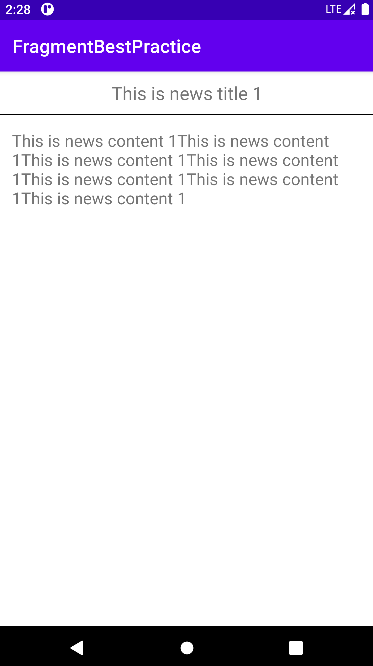 2:28
LTE
FragmentBestPractice
This is news title 1
This is news content 1This is news content
1This is news content 1This is news content
1This is news content 1This is news content
1This is news content 1